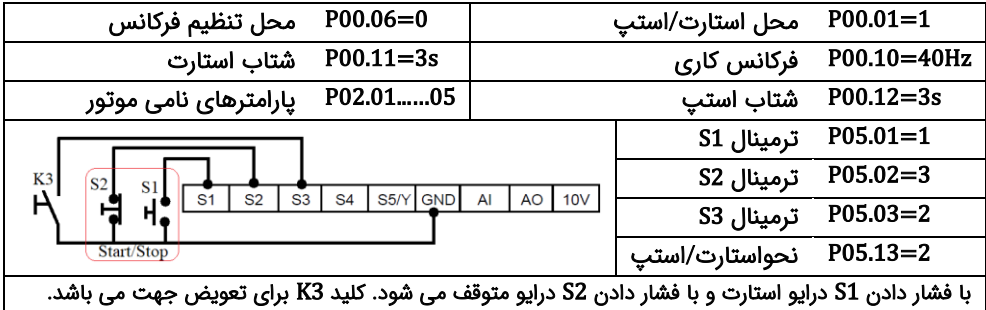 P00.01=1 محل استارت/استپ P00.06=0 محل تنظیم فرکانس
P00.10=40Hz فرکانس کاری P00.11=3s شتاب استارت
P00.12=3s شتاب استپ P02.01......05 پارامترهای نامی موتور
P05.01=1 ترمینال S1
P05.02=3 ترمینال S2
P05.03=2 ترمینال S3
P05.13=2 نحواستارت/استپ
K3 S2 S1
S1 S2 S3 S4 S5/Y GND AI AO 10V
Start/Stop
با فشار دادن S1 درایو استارت و با فشار دادن S2 درایو متوقف می شود. کلید K3 برای تعویض جهت می باشد.